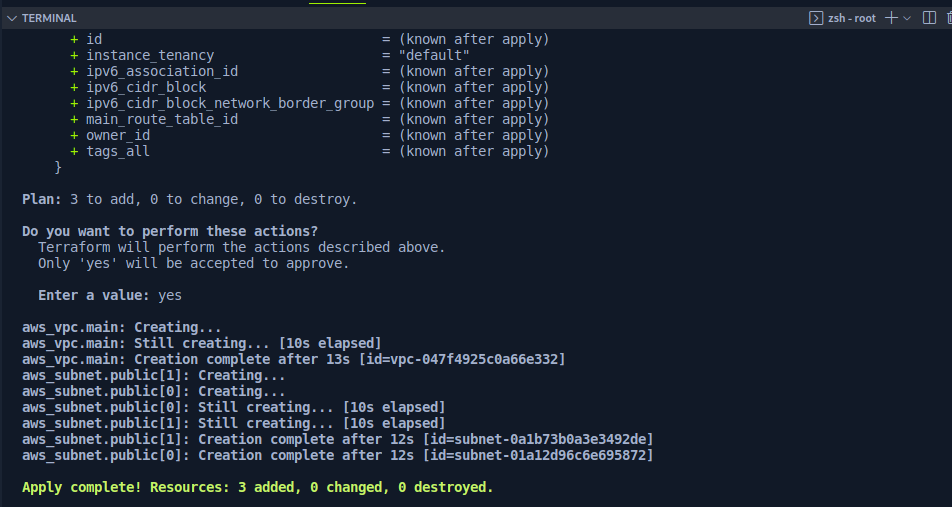 TERMINAL
zsh - root
+ id = (known after apply)
+ instance_tenancy = "default"
+ ipv6_association_id = (known after apply)
+ ipv6_cidr_block = (known after apply)
+ ipv6_cidr_block_network_border_group = (known after apply)
+ main_route_table_id = (known after apply)
+ owner_id = (known after apply)
+ tags_all = (known after apply)
}
Plan: 3 to add, 0 to change, 0 to destroy.
Do you want to perform these actions?
Terraform will perform the actions described above.
Only 'yes' will be accepted to approve.
Enter a value: yes
aws_vpc.main: Creating...
aws_vpc.main: Still creating... [10s elapsed]
aws_vpc.main: Creation complete after 13s [id=vpc-047f4925c0a66e332]
aws_subnet.public[1]: Creating...
aws_subnet.public[0]: Creating...
aws_subnet.public[0]: Still creating... [10s elapsed]
aws_subnet.public[1]: Still creating... [10s elapsed]
aws_subnet.public[1]: Creation complete after 12s [id=subnet-0a1b73b0a3e3492de]
aws_subnet.public[0]: Creation complete after 12s [id=subnet-01a12d96c6e695872]
Apply complete! Resources: 3 added, 0 changed, 0 destroyed.